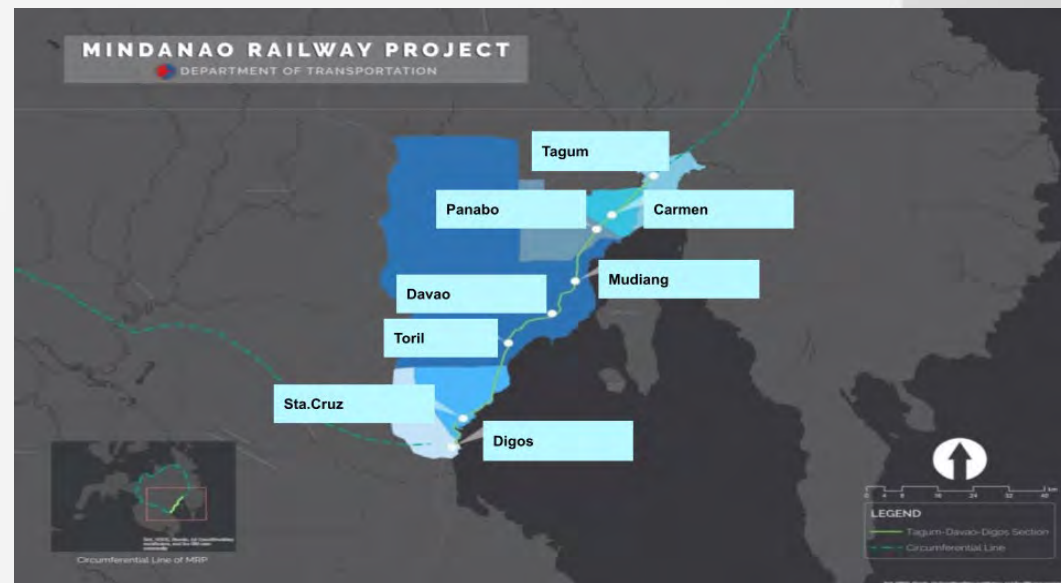 MINDANAO RAILWAY PROJECT
DEPARTMENT OF TRANSPORTATION
Tagum
Panabo
Carmen
Mudiang
Davao
Toril
Sta.Cruz
Digos
Circumferential Line of MRP
km
LEGEND
Tagum-Davao-Digos Section
Circumferential Line